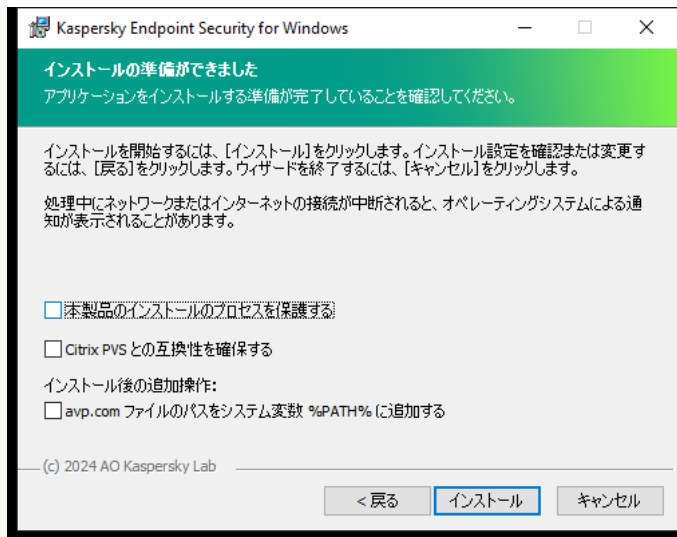 Kaspersky Endpoint Security for Windows
インストールの準備ができました
アプリケーションをインストールする準備が完了していることを確認してください。
インストールを開始するには、[インストール]をクリックします。インストール設定を確認または変更す
るには、[戻る]をクリックします。ウィザードを終了するには、[キャンセル]をクリックします。
処理中にネットワークまたはインターネットの接続が中断されると、オペレーティングシステムによる通
知が表示されることがあります。
本製品のインストールのプロセスを保護する
Citrix PVS との互換性を確保する
インストール後の追加操作:
avp.com ファイルのパスをシステム変数 %PATH% に追加する
(c) 2024 AO Kaspersky Lab
< 戻る インストール キャンセル